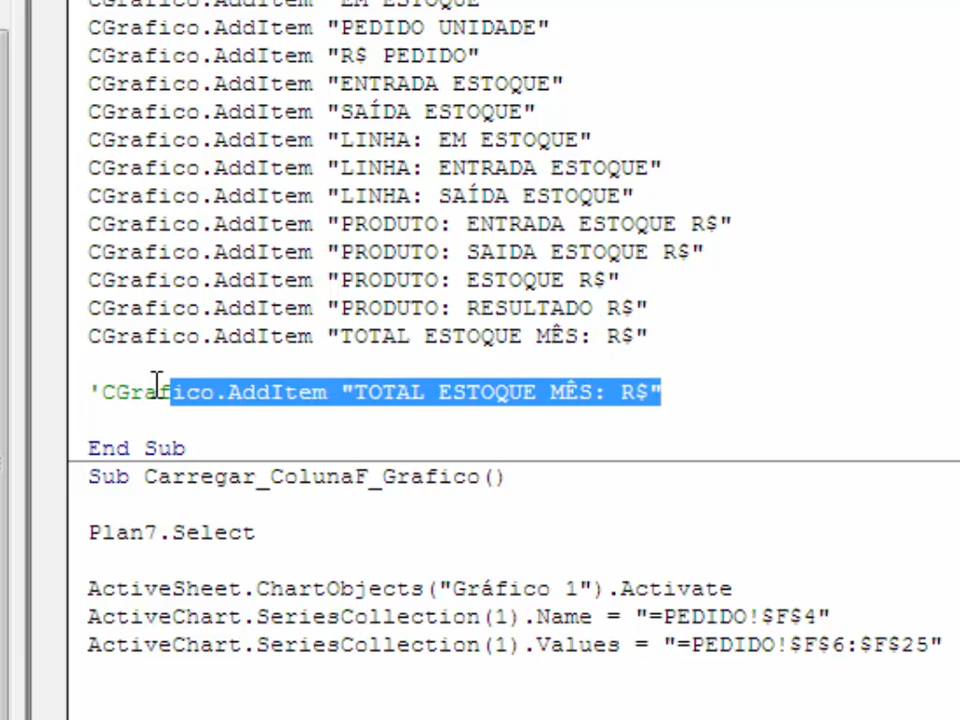 CGrafico.AddItem "EM ESTOQUE"
CGrafico.AddItem "PEDIDO UNIDADE"
CGrafico.AddItem "R$ PEDIDO"
CGrafico.AddItem "ENTRADA ESTOQUE"
CGrafico.AddItem "SAÍDA ESTOQUE"
CGrafico.AddItem "LINHA: EM ESTOQUE"
CGrafico.AddItem "LINHA: ENTRADA ESTOQUE"
CGrafico.AddItem "LINHA: SAÍDA ESTOQUE"
CGrafico.AddItem "PRODUTO: ENTRADA ESTOQUE R$"
CGrafico.AddItem "PRODUTO: SAIDA ESTOQUE R$"
CGrafico.AddItem "PRODUTO: ESTOQUE R$"
CGrafico.AddItem "PRODUTO: RESULTADO R$"
CGrafico.AddItem "TOTAL ESTOQUE MÊS: R$"
'CGrafico.AddItem "TOTAL ESTOQUE MÊS: R$"
End Sub
Sub Carregar_ColunaF_Grafico()
Plan7.Select
ActiveSheet.ChartObjects("Gráfico 1").Activate
ActiveChart.SeriesCollection(1).Name = "=PEDIDO!$F$4"
ActiveChart.SeriesCollection(1).Values = "=PEDIDO!$F$6:$F$25"